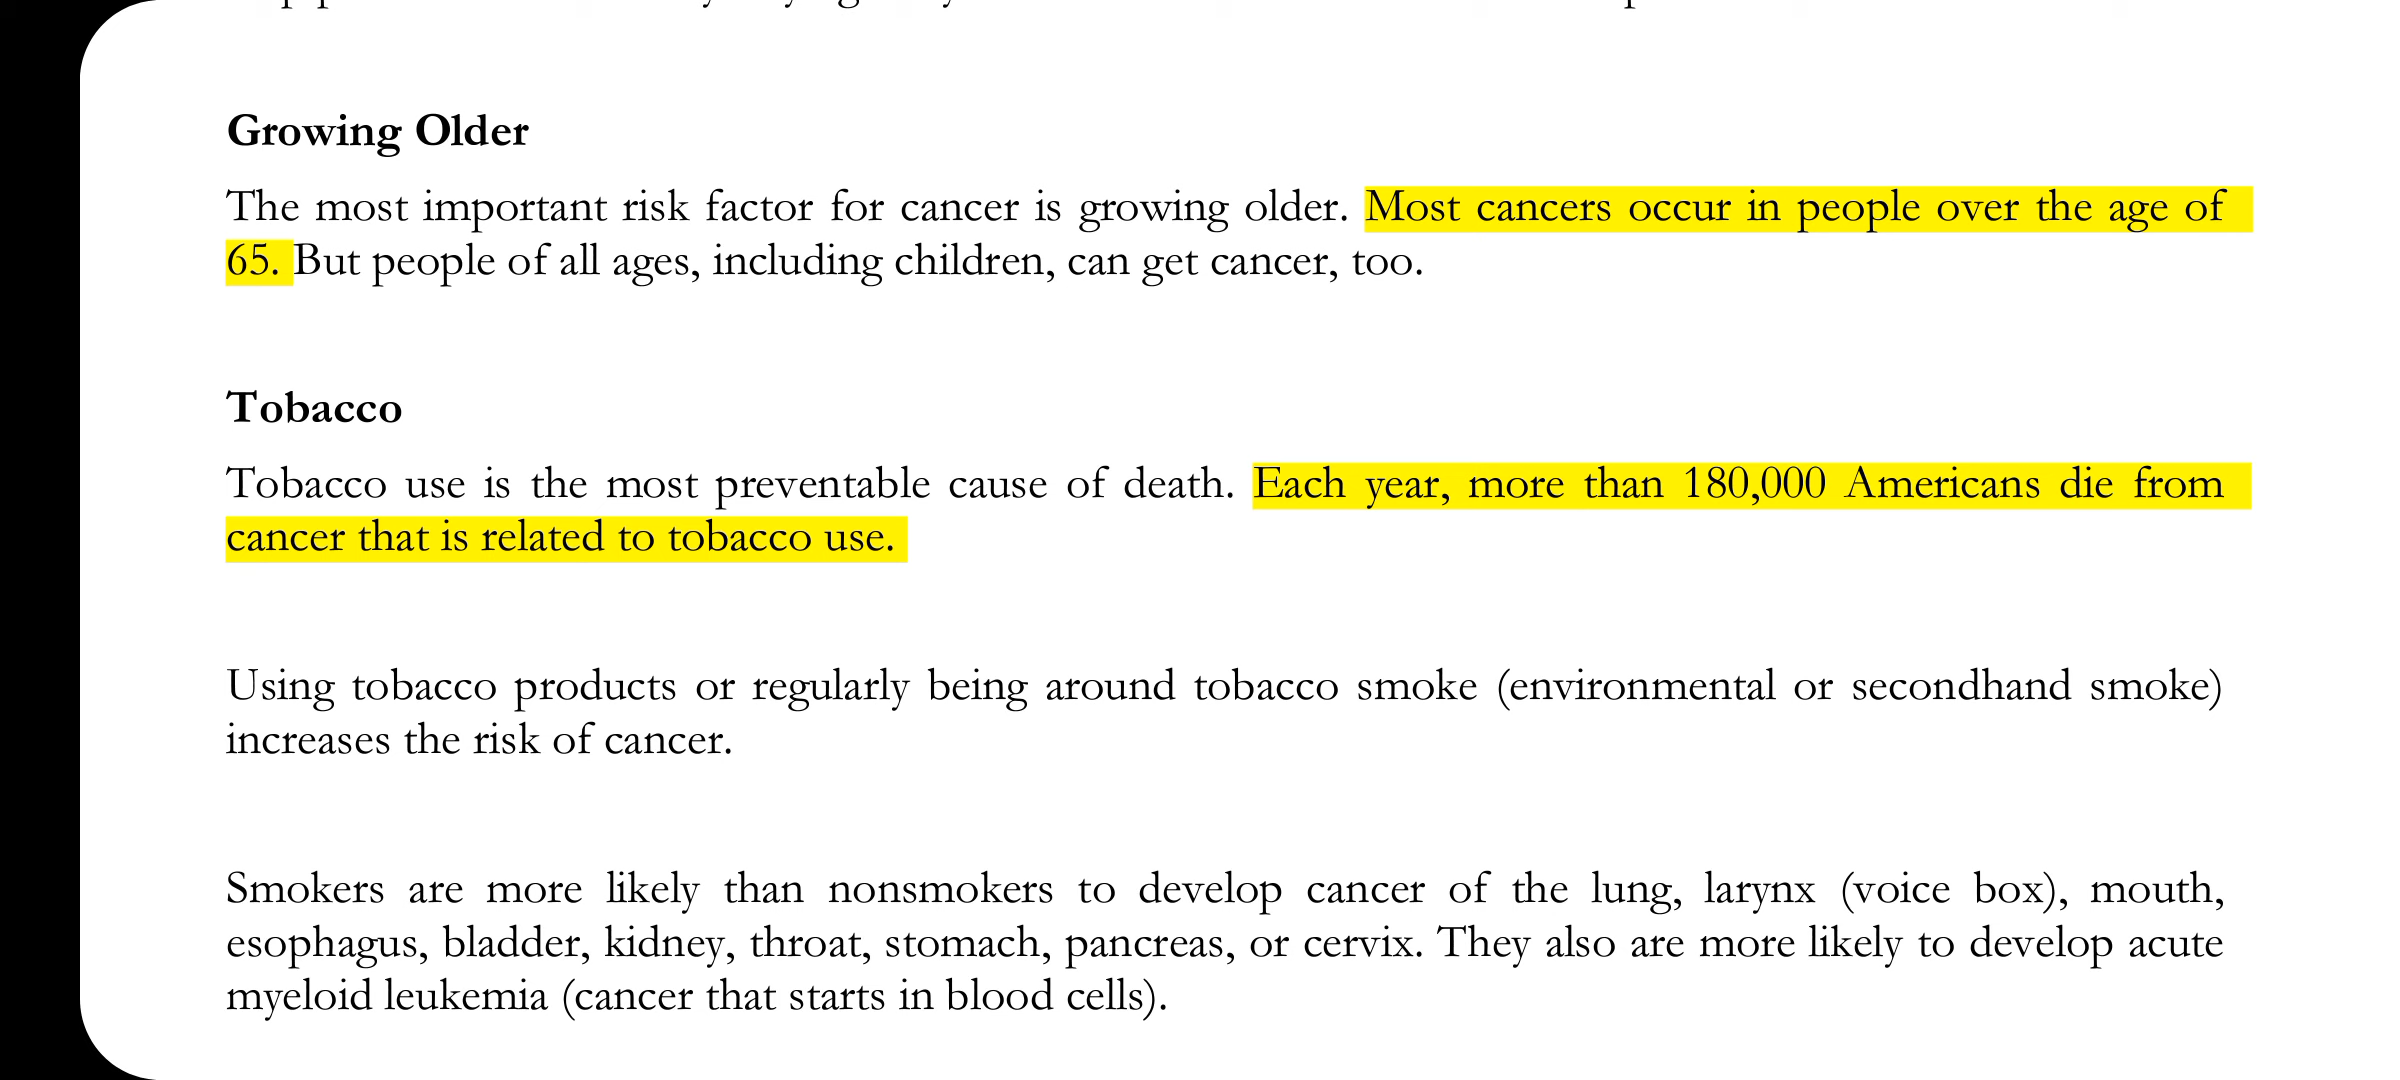 Growing Older
The most important risk factor for cancer is growing older. Most cancers occur in people over the age of
65. But people of all ages, including children, can get cancer, too.
Tobacco
Tobacco use is the most preventable cause of death. Each year, more than 180,000 Americans die from
cancer that is related to tobacco use.
Using tobacco products or regularly being around tobacco smoke (environmental or secondhand smoke)
increases the risk of cancer.
Smokers are more likely than nonsmokers to develop cancer of the lung, larynx (voice box), mouth,
esophagus, bladder, kidney, throat, stomach, pancreas, or cervix. They also are more likely to develop acute
myeloid leukemia (cancer that starts in blood cells).